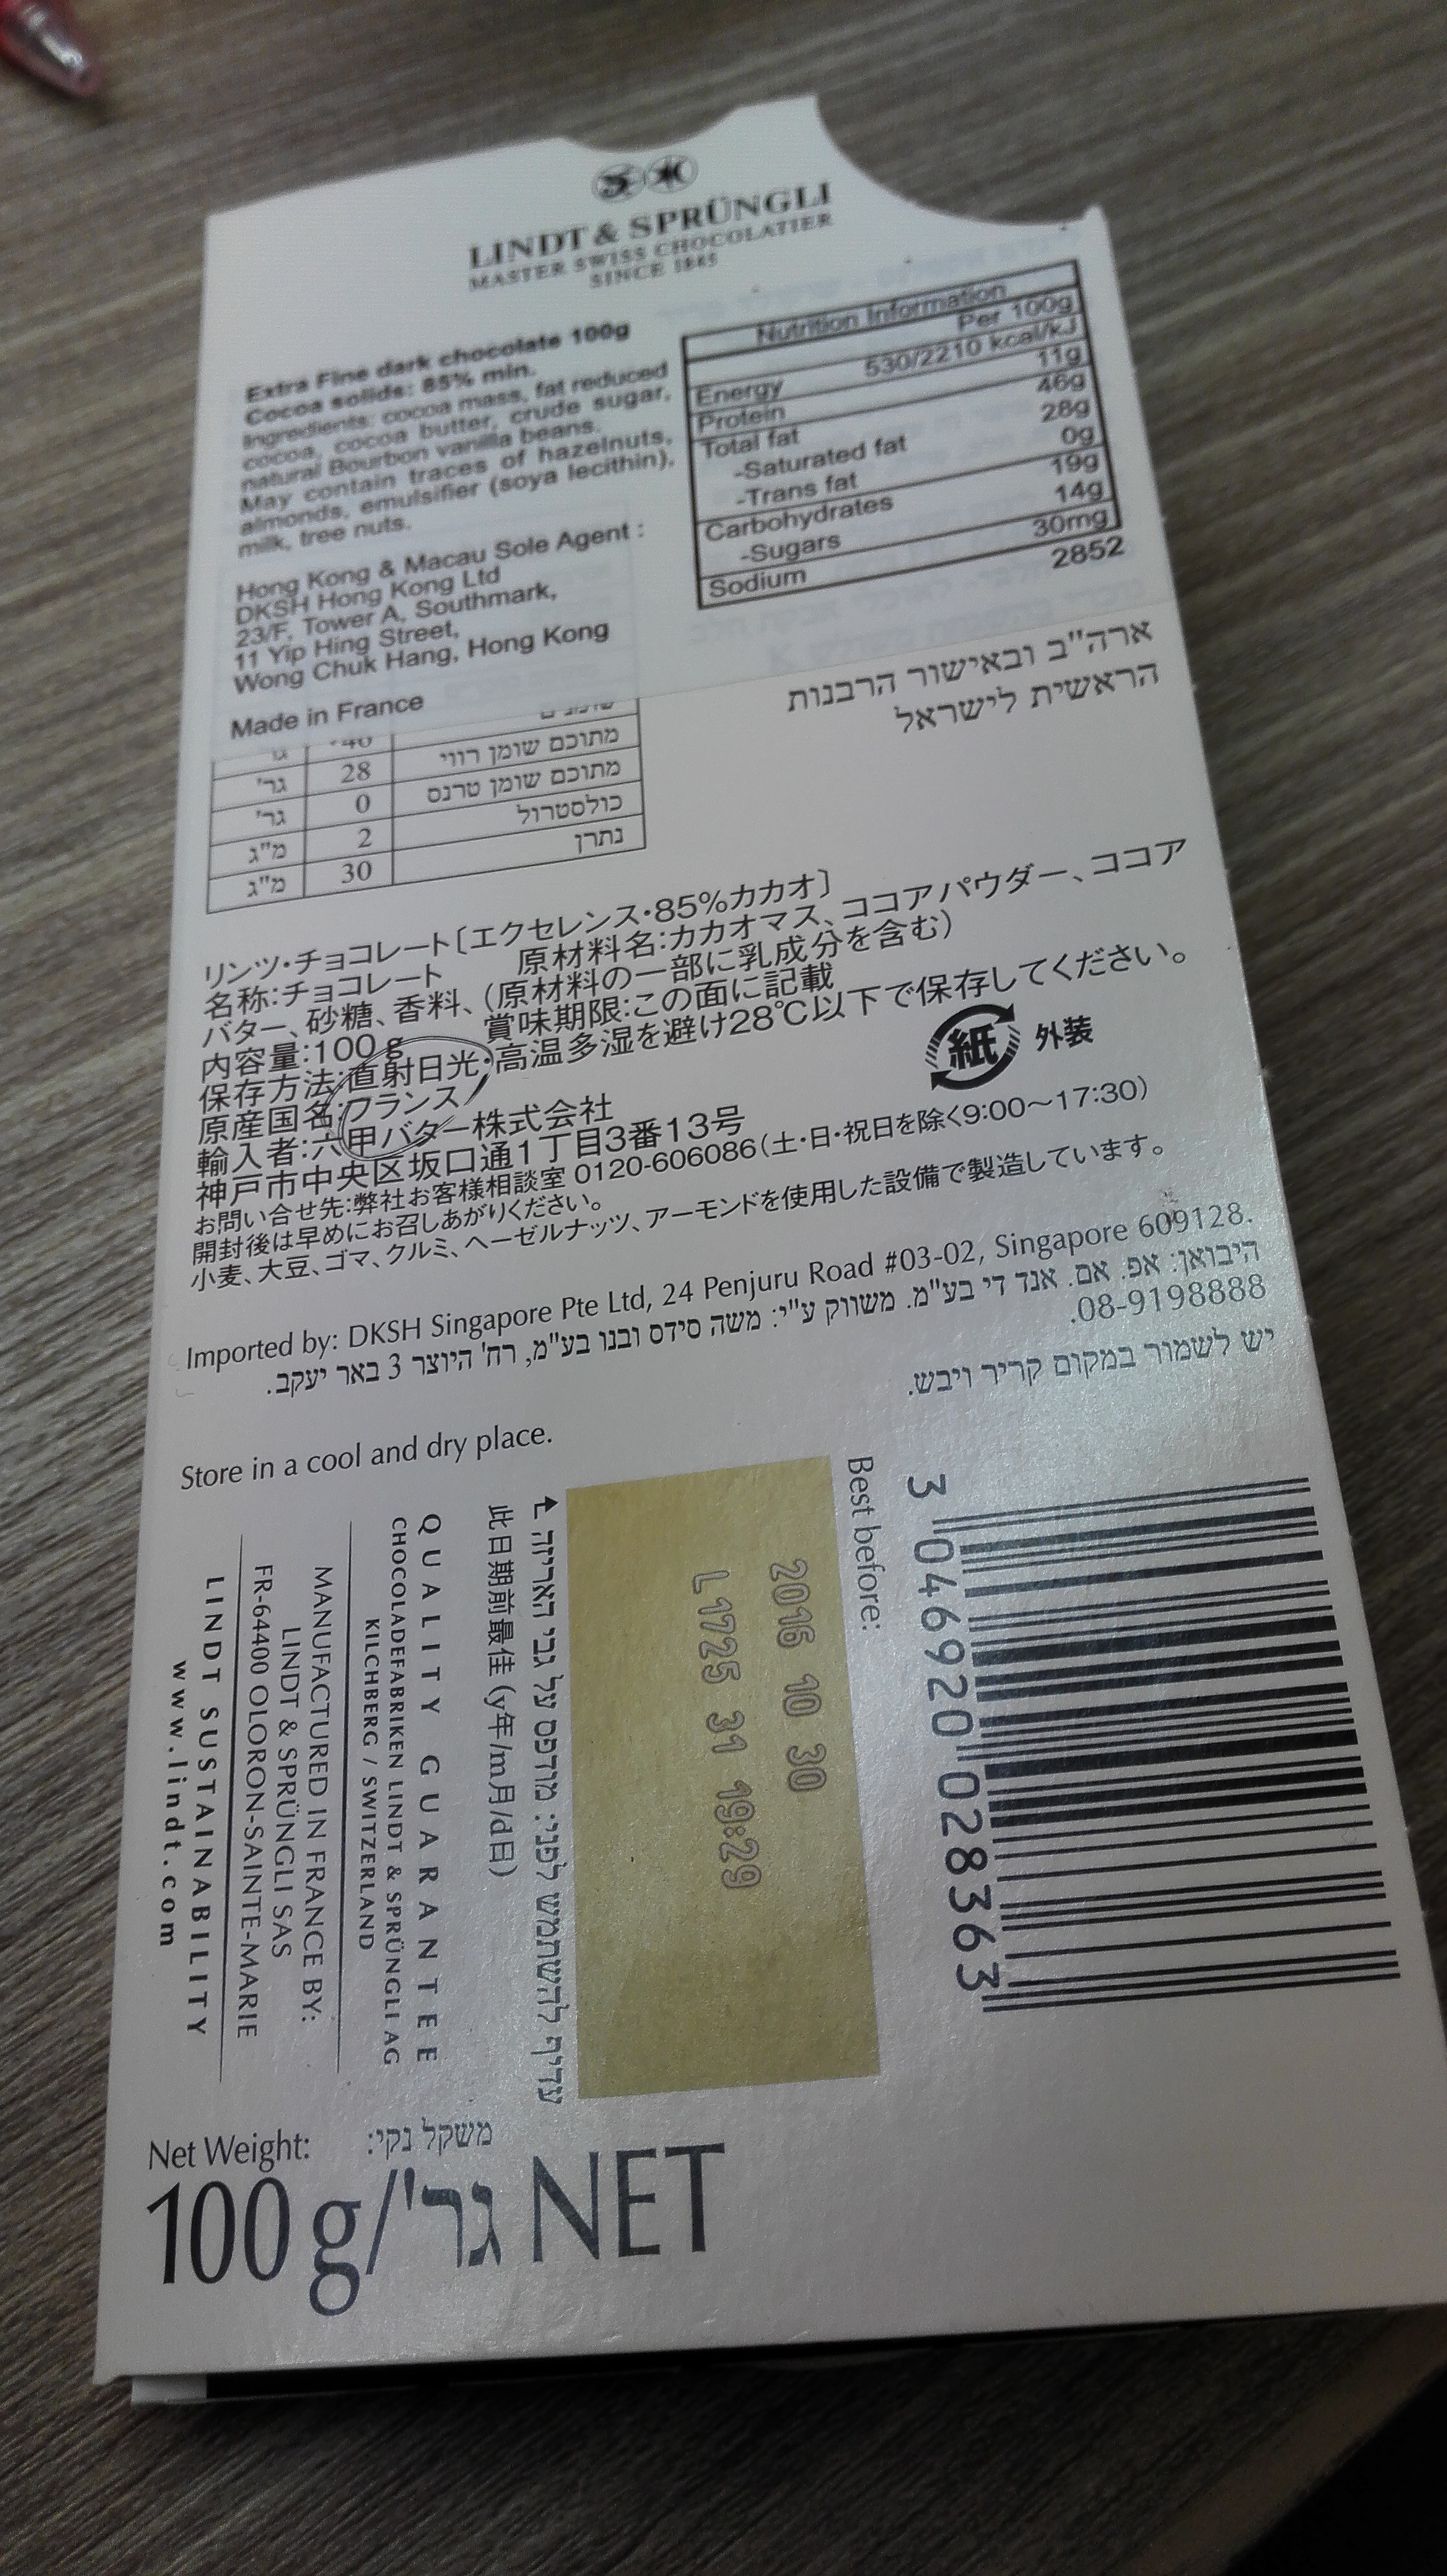 LINDT & SPRÜNGLI
MASTER SWISS CHOCOLATIER
SINCE 1845
Extra Fine dark chocolate 100g
Cocoa solids: 85% min.
Ingredients: cocoa mass, fat reduced
cocoa, cocoa butter, crude sugar,
natural Bourbon vanilla beans.
May contain traces of hazelnuts,
almonds, emulsifier (soya lecithin),
milk, tree nuts.
Hong Kong & Macau Sole Agent :
DKSH Hong Kong Ltd
23/F, Tower A, Southmark,
11 Yip Hing Street,
Wong Chuk Hang, Hong Kong
Made in France
Nutrition Information
Per 100g
Energy 530/2210 kcal/kJ
Protein 11g
Total fat 46g
-Saturated fat 28g
-Trans fat 0g
Carbohydrates 19g
-Sugars 14g
Sodium 30mg
2852
ארה"ב ובאישור הרבנות
הראשית לישראל
שומנים 46 גר'
מתוכם שומן רווי 28 גר'
מתוכם שומן טרנס 0 גר'
כולסטרול 2 מ"ג
נתרן 30 מ"ג
リンツ・チョコレート〔エクセレンス・85%カカオ〕
名称:チョコレート 原材料名:カカオマス、ココアパウダー、ココア
バター、砂糖、香料、(原材料の一部に乳成分を含む)
内容量:100g 賞味期限:この面に記載
保存方法:直射日光・高温多湿を避け28℃以下で保存してください。
原産国名:フランス
輸入者:六甲バター株式会社
神戸市中央区坂口通1丁目3番13号
お問い合せ先:弊社お客様相談室 0120-606086(土・日・祝日を除く9:00〜17:30)
開封後は早めにお召しあがりください。
小麦、大豆、ゴマ、クルミ、ヘーゼルナッツ、アーモンドを使用した設備で製造しています。
紙 外装
Imported by: DKSH Singapore Pte Ltd, 24 Penjuru Road #03-02, Singapore 609128.
היבואן: אפ. אם. אנד די בע"מ. משווק ע"י: משה סידס ובנו בע"מ, רח' היוצר 3 באר יעקב.
08-9198888.
יש לשמור במקום קריר ויבש.
Store in a cool and dry place.
3 046920 028363
Best before:
2016 10 30
L1725 31 19:29
עדיף להשתמש לפני: מודפס על גבי האריזה
此日期前最佳 (y年/m月/d日)
QUALITY GUARANTEE
CHOCOLADEFABRIKEN LINDT & SPRÜNGLI AG
KILCHBERG / SWITZERLAND
MANUFACTURED IN FRANCE BY:
LINDT & SPRÜNGLI SAS
FR-64400 OLORON-SAINTE-MARIE
LINDT SUSTAINABILITY
www.lindt.com
Net Weight: משקל נקי:
100 g/גר' NET